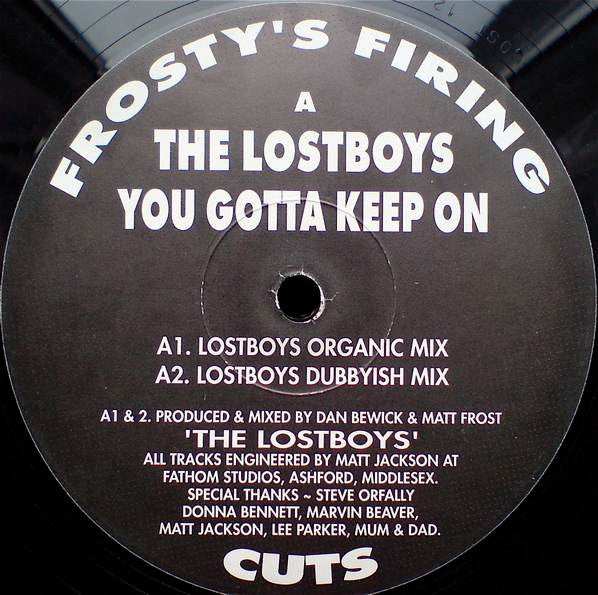 FROSTY'S FIRING
A
THE LOSTBOYS
YOU GOTTA KEEP ON
A1. LOSTBOYS ORGANIC MIX
A2. LOSTBOYS DUBBYISH MIX
A1 & 2. PRODUCED & MIXED BY DAN BEWICK & MATT FROST
'THE LOSTBOYS'
ALL TRACKS ENGINEERED BY MATT JACKSON AT
FATHOM STUDIOS, ASHFORD, MIDDLESEX.
SPECIAL THANKS ~ STEVE ORFALLY
DONNA BENNETT, MARVIN BEAVER,
MATT JACKSON, LEE PARKER, MUM & DAD.
CUTS